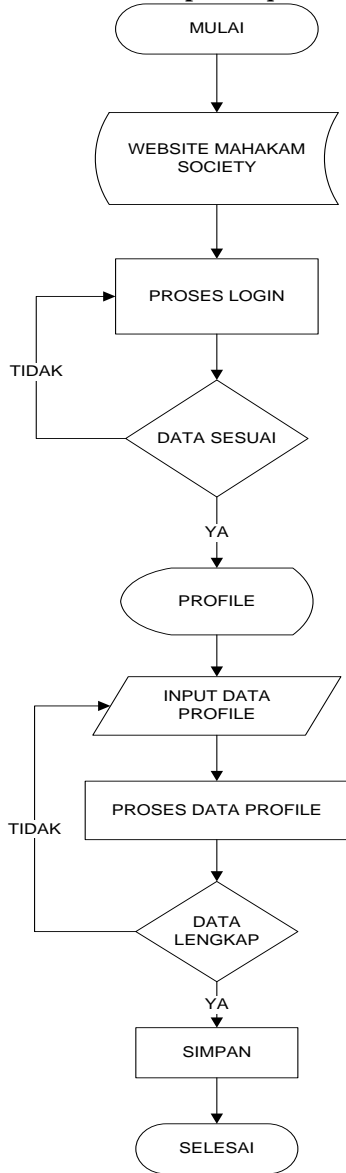 MULAI
WEBSITE MAHAKAM
SOCIETY
PROSES LOGIN
TIDAK
DATA SESUAI
YA
PROFILE
INPUT DATA
PROFILE
PROSES DATA PROFILE
TIDAK
DATA
LENGKAP
YA
SIMPAN
SELESAI